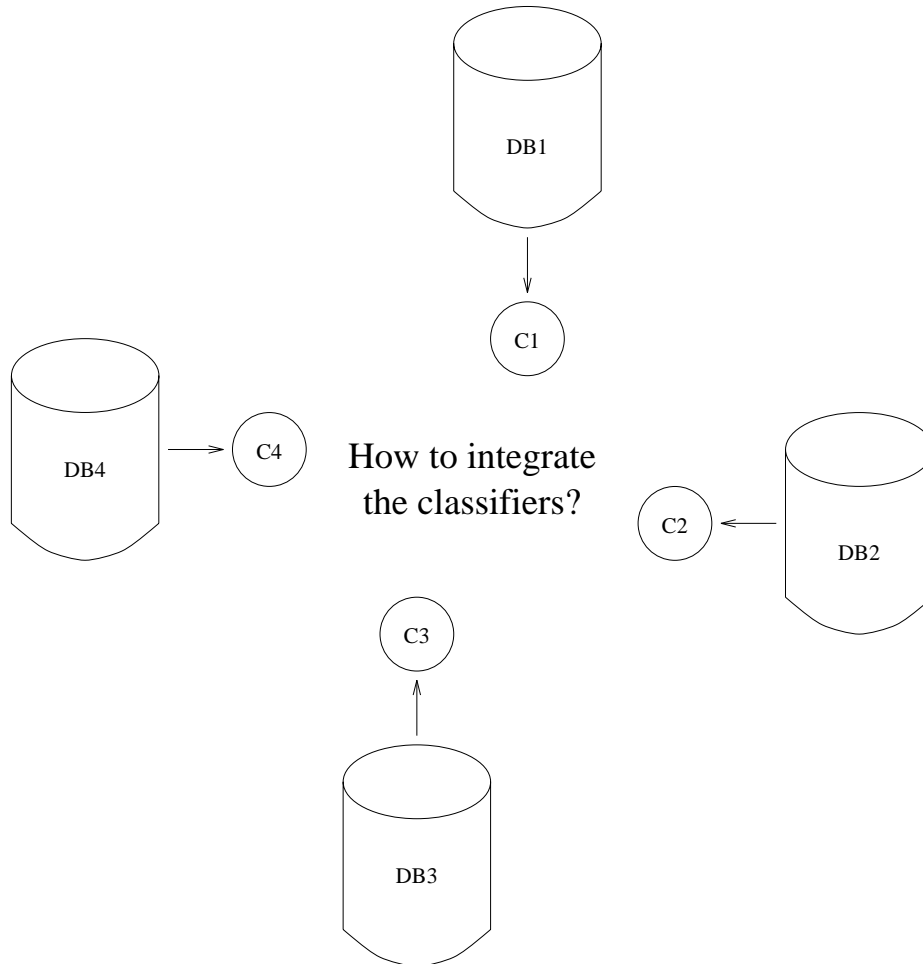 DB1
C1
DB4
C4
How to integrate
the classifiers?
C2
DB2
C3
DB3